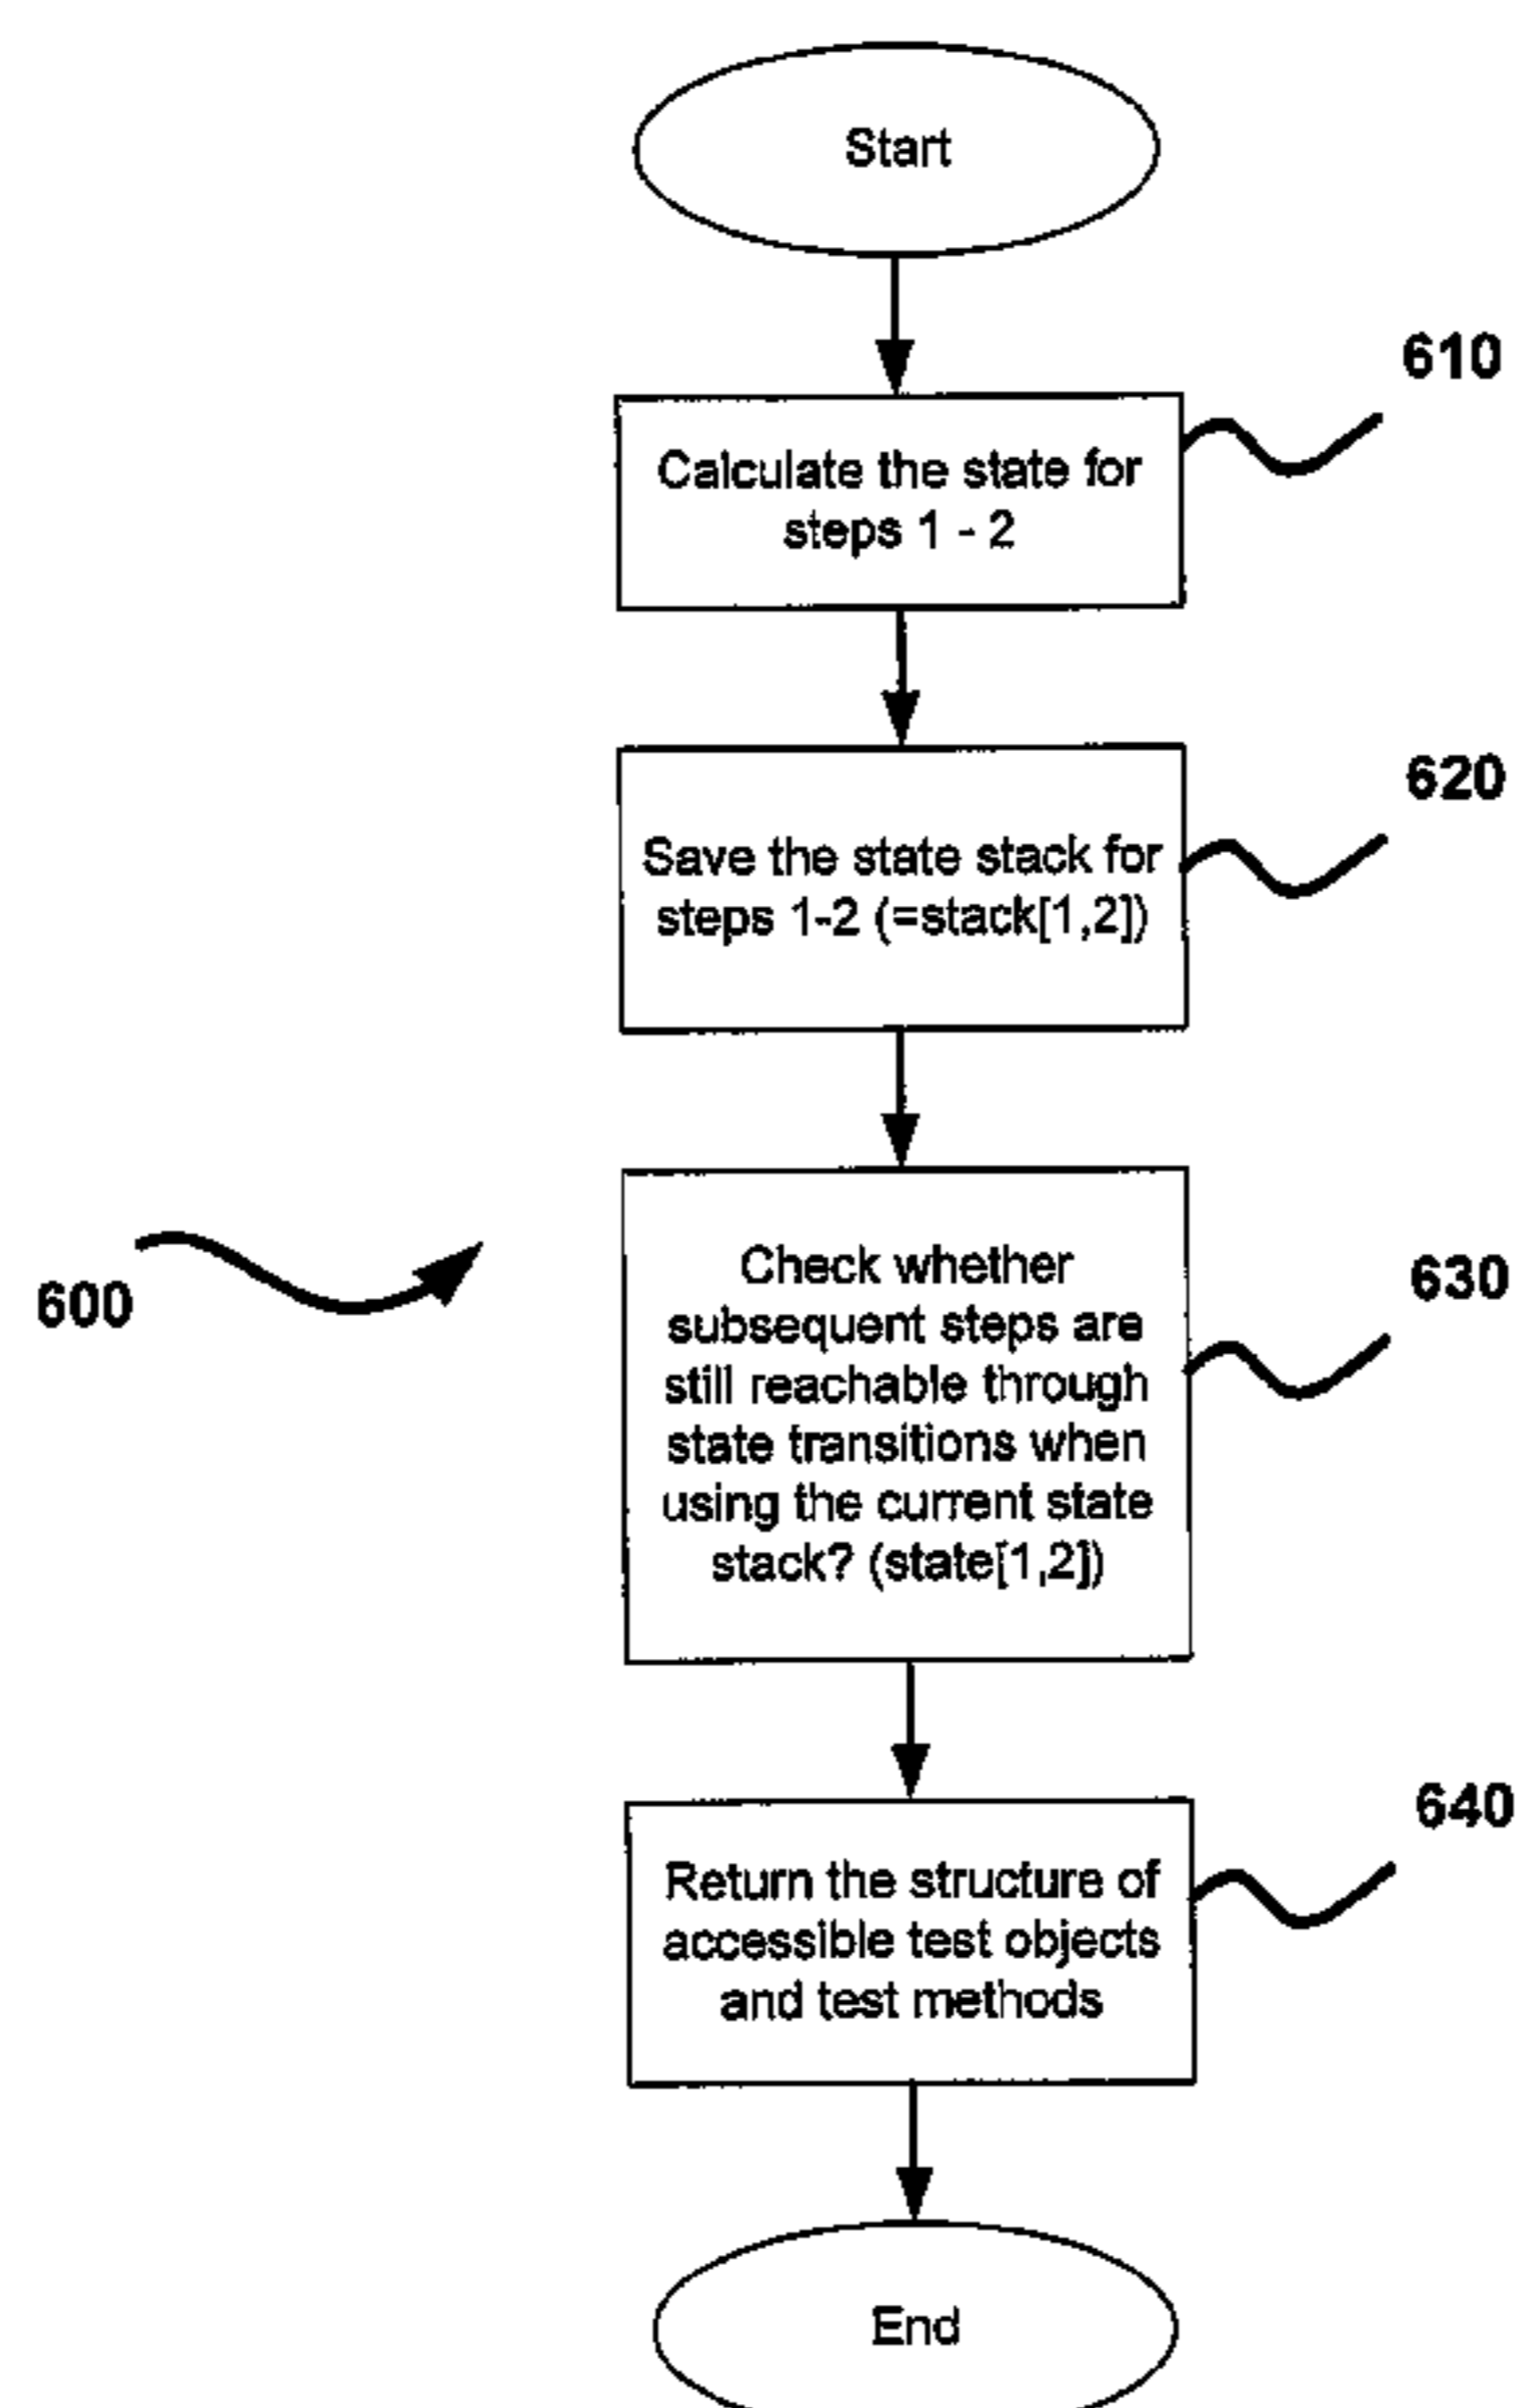 Start
610
Calculate the state for
steps 1 - 2
620
Save the state stack for
steps 1-2 (=stack[1,2])
600
630
Check whether
subsequent steps are
still reachable through
state transitions when
using the current state
stack? (state[1,2])
640
Return the structure of
accessible test objects
and test methods
End